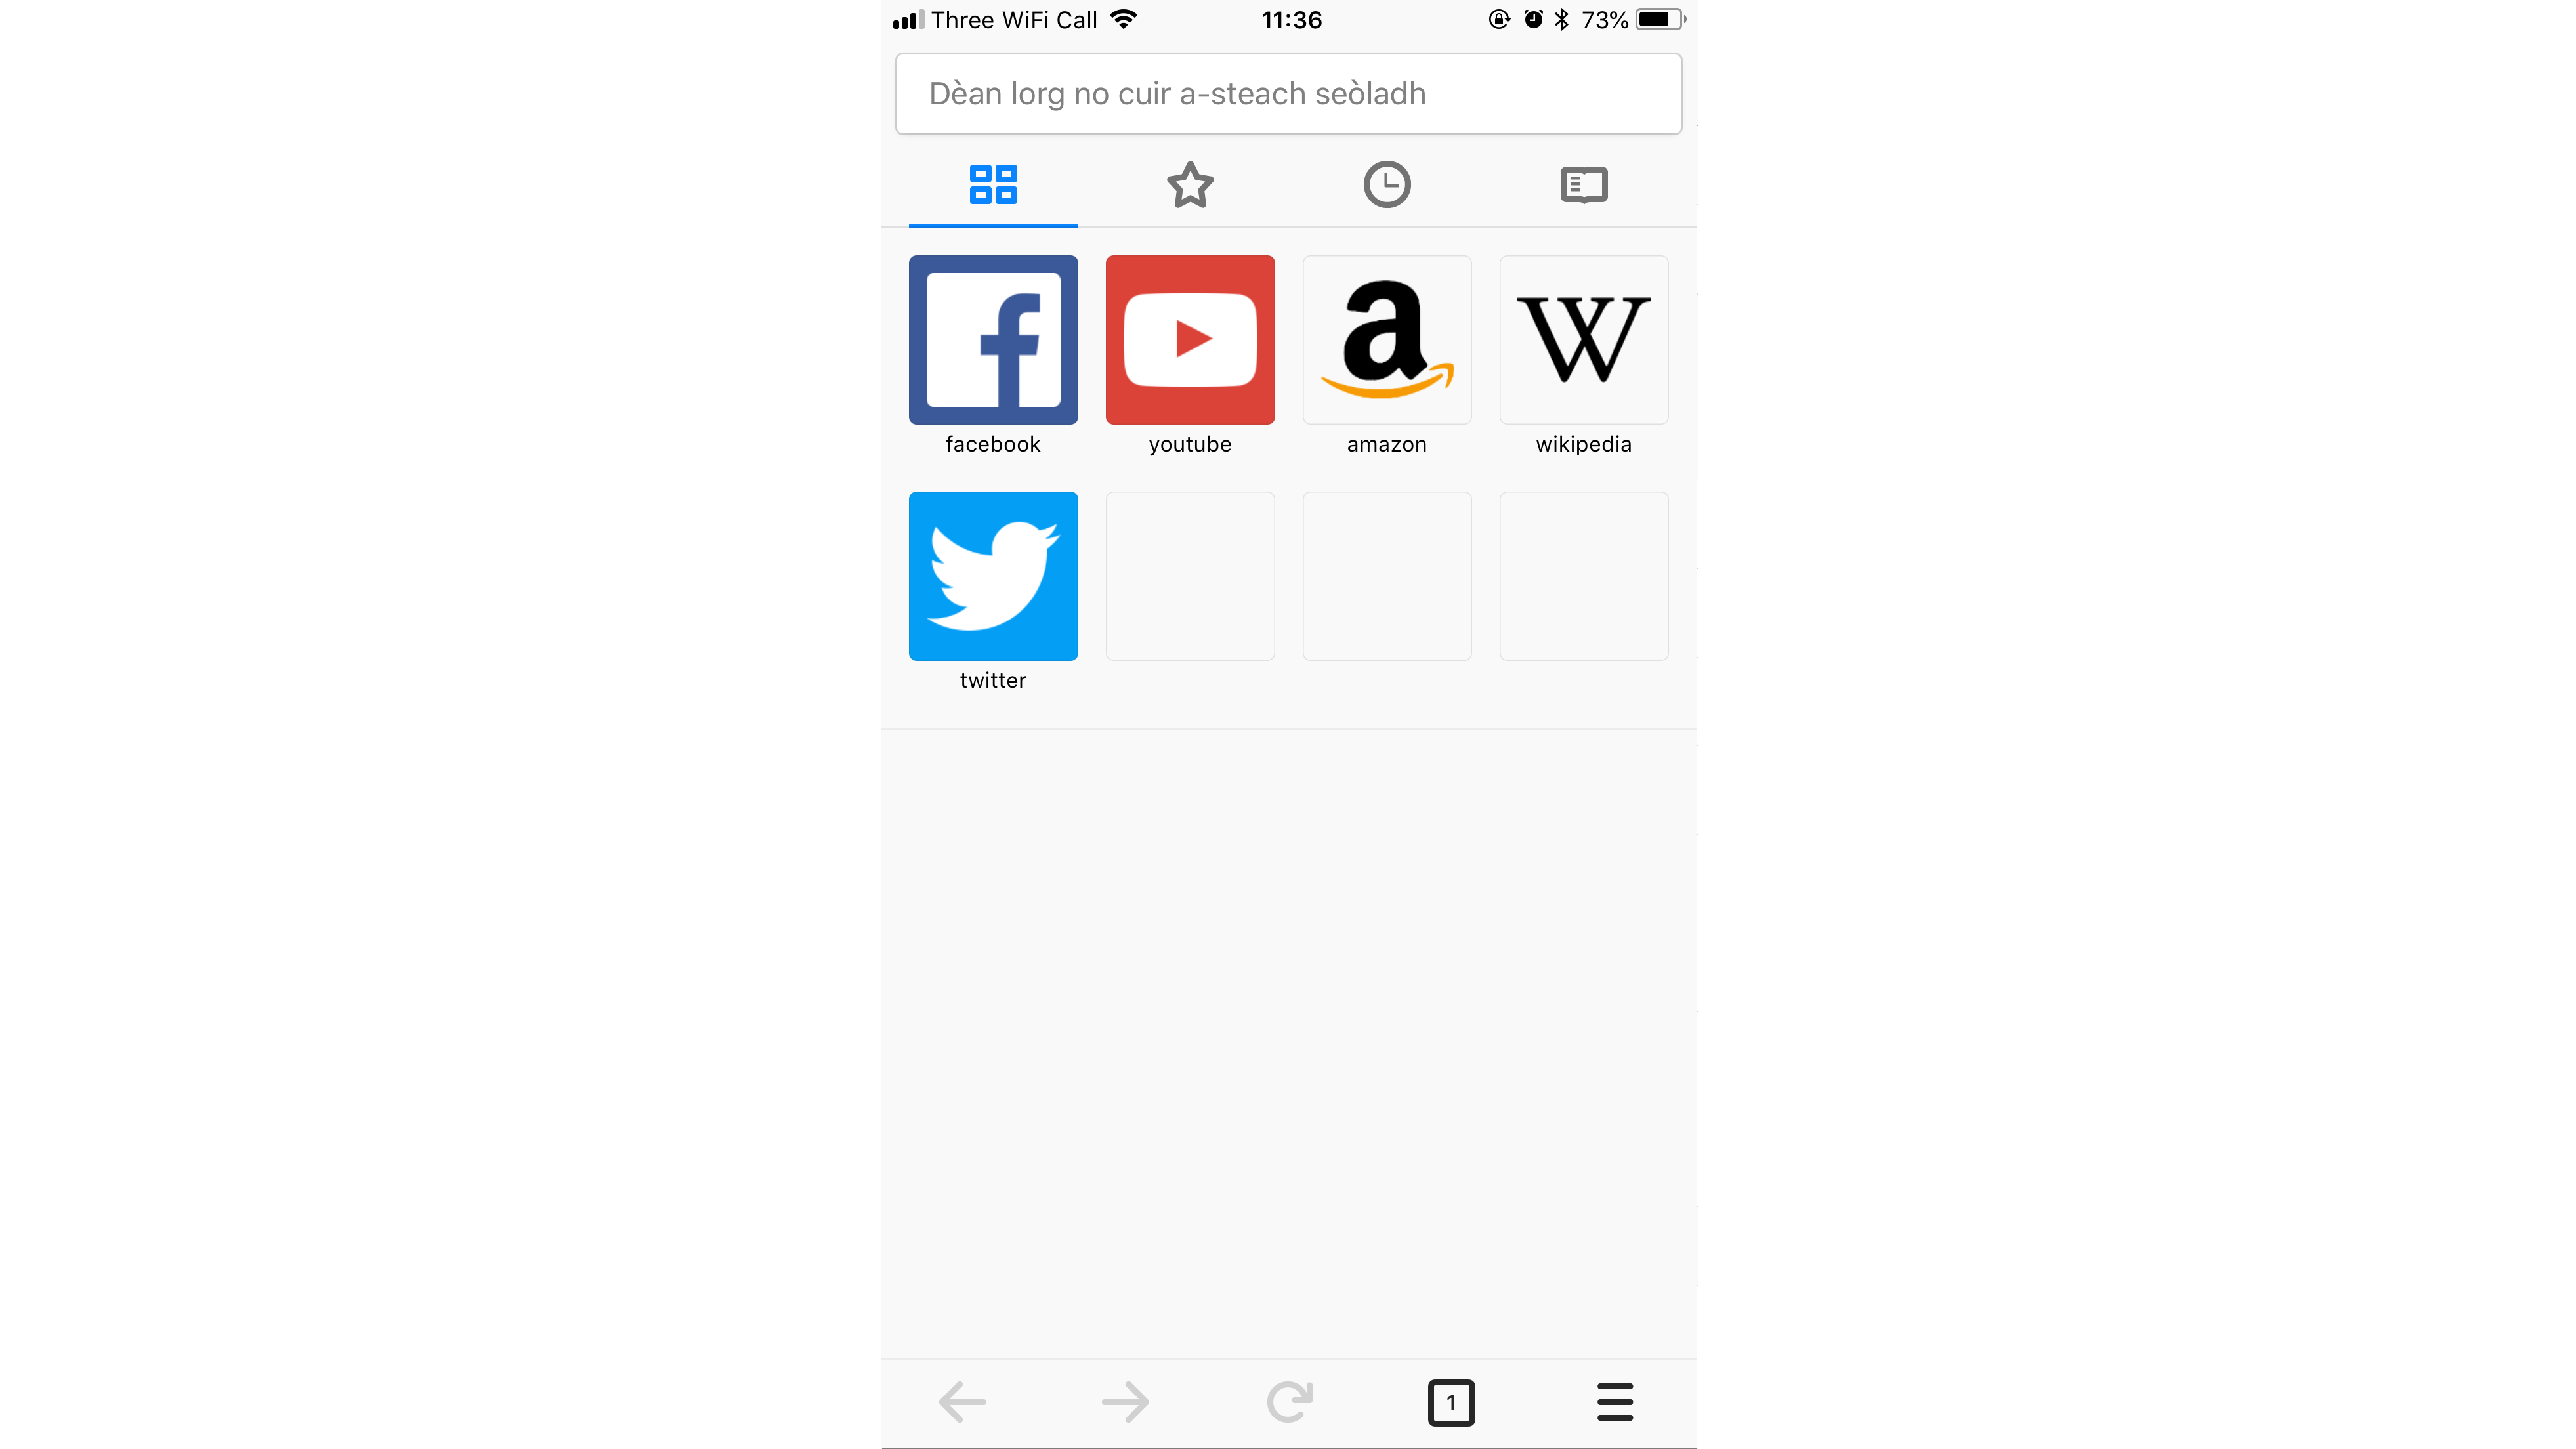 Three WiFi Call 11:36 73%
Dèan lorg no cuir a-steach seòladh
facebook youtube amazon wikipedia
twitter
1